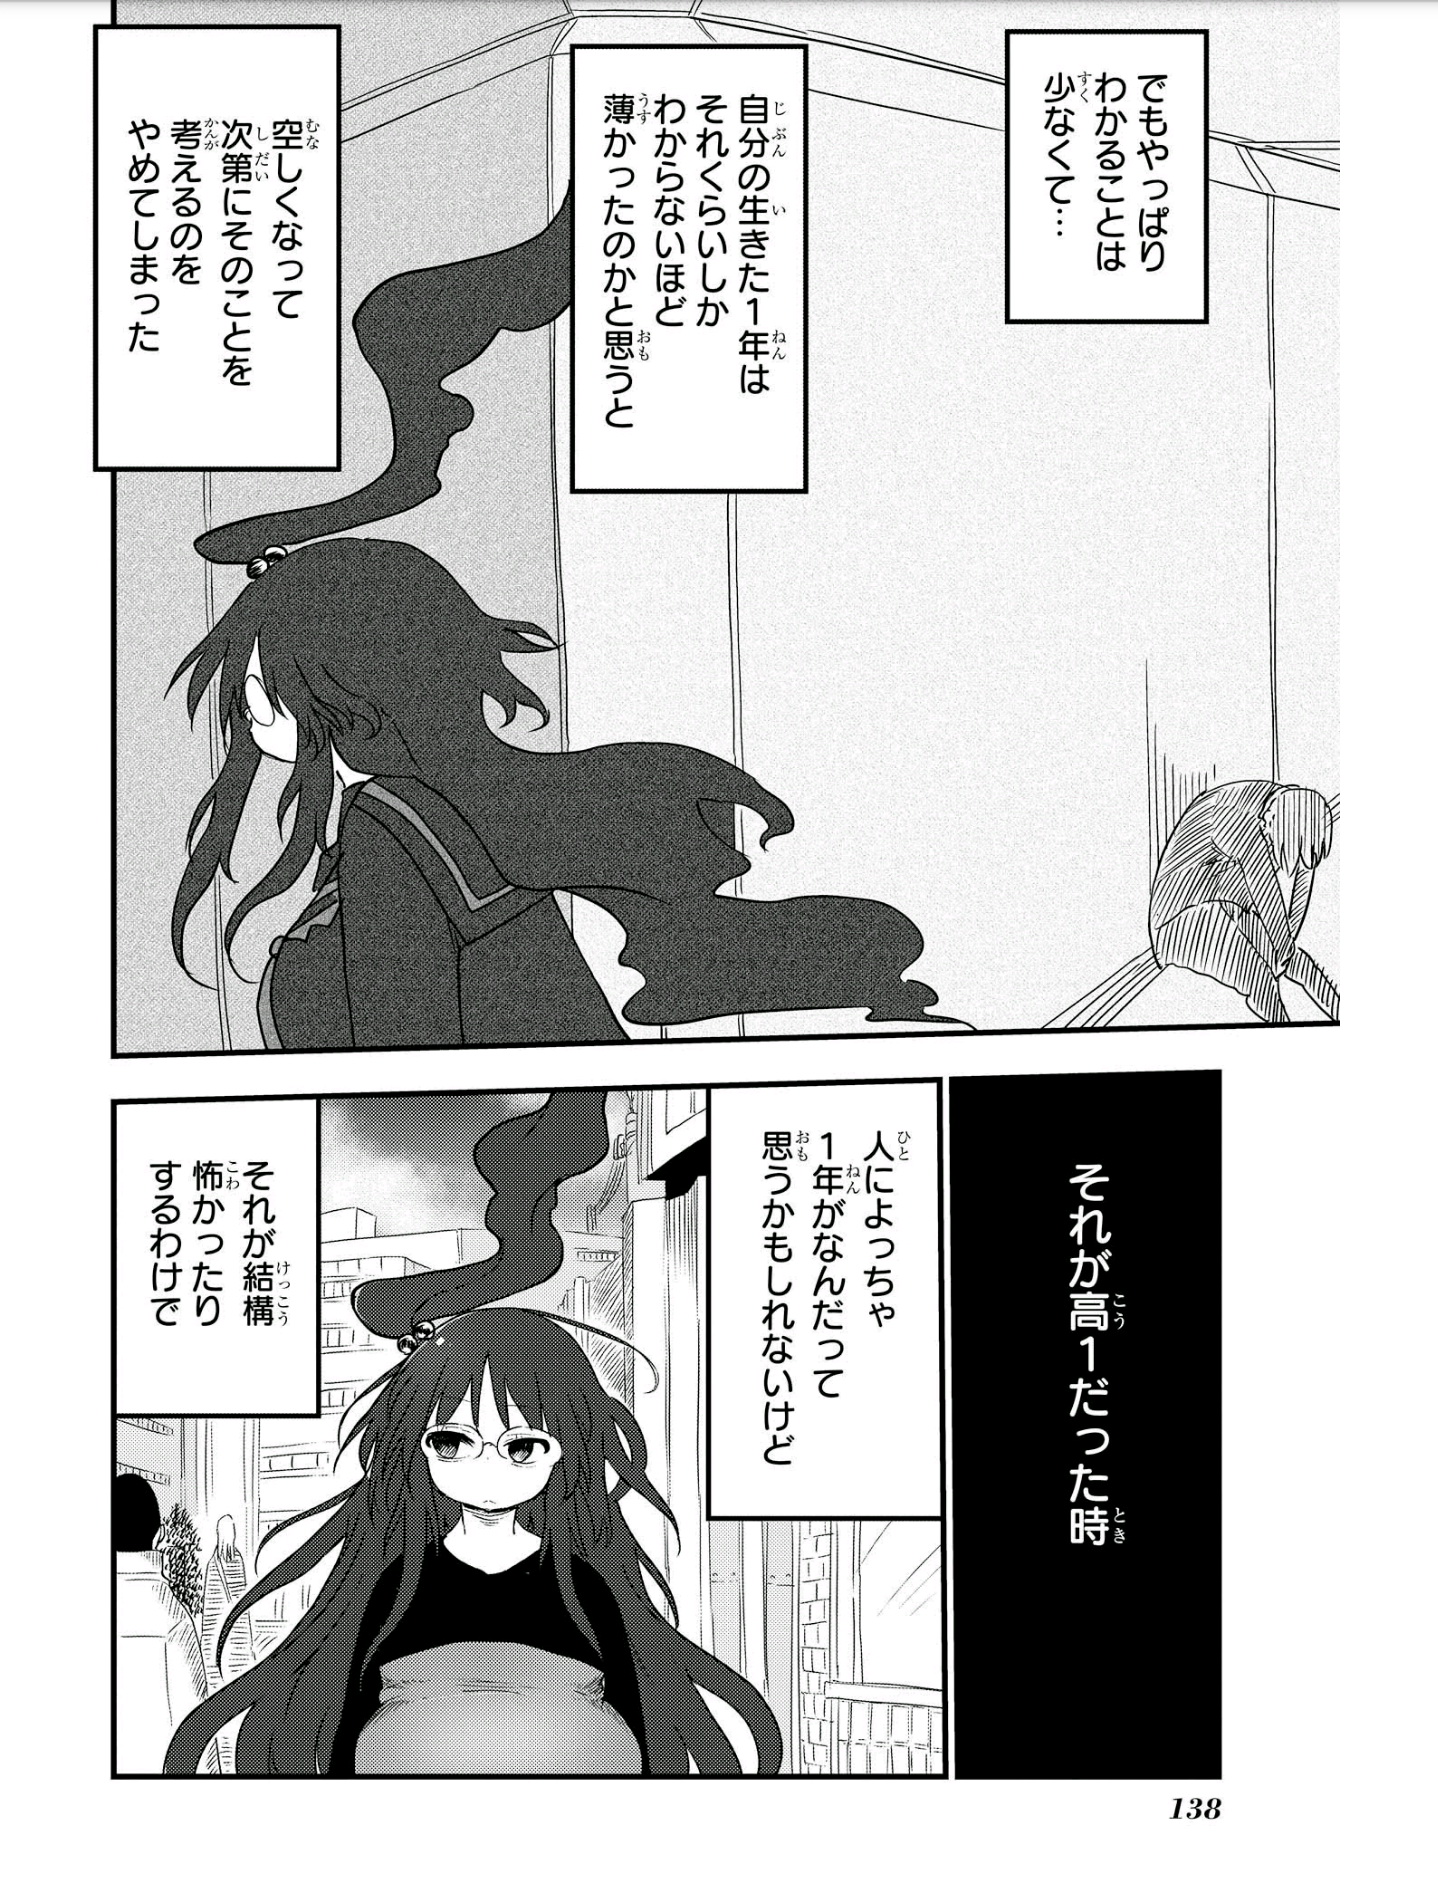 でもやっぱり
わかることは
少なくて…
自分の生きた1年は
それくらいしか
わからないほど
薄かったのかと思うと
空しくなって
次第にそのことを
考えるのを
やめてしまった
それが高1だった時
人によっちゃ
1年がなんだって
思うかもしれないけど
それが結構
怖かったり
するわけで
138